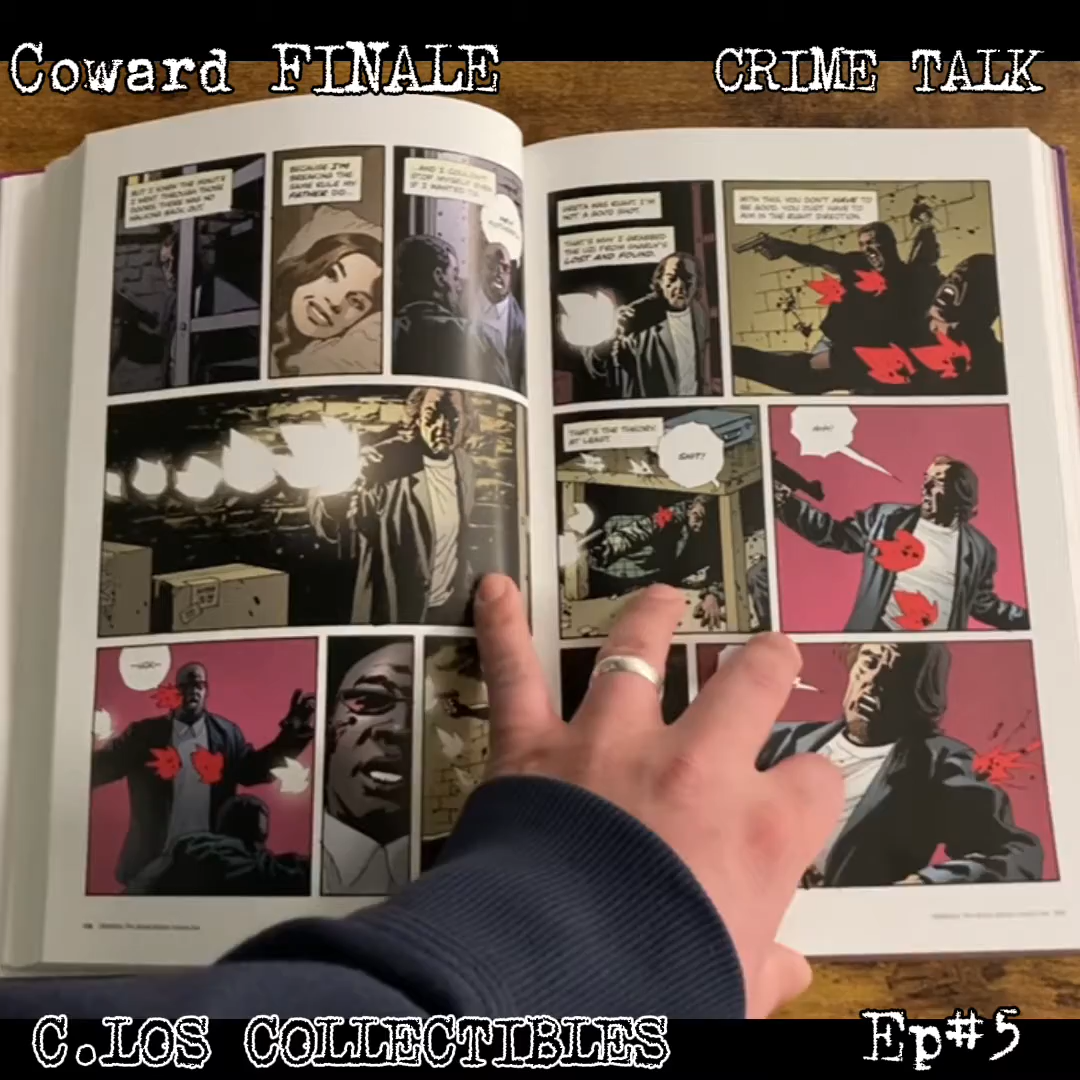 Coward FINALE
CRIME TALK
BUT I KNEW THE MINUTE
I WENT THROUGH THOSE
DOORS THERE WAS NO
WALKING BACK OUT.
BECAUSE I'M
BREAKING THE
SAME RULE MY
FATHER DID...
...AND I COULDN'T
STOP MYSELF EVEN
IF I WANTED TO.
GRETA WAS RIGHT. I'M
NOT A GOOD SHOT.
THAT'S WHY I GRABBED
THE UZI FROM GNARLY'S
LOST AND FOUND.
WITH THIS, YOU DON'T HAVE TO
BE GOOD. YOU JUST HAVE TO
AIM IN THE RIGHT DIRECTION.
THAT'S THE THEORY,
AT LEAST.
SHIT!
C.LOS COLLECTIBLES
Ep#5